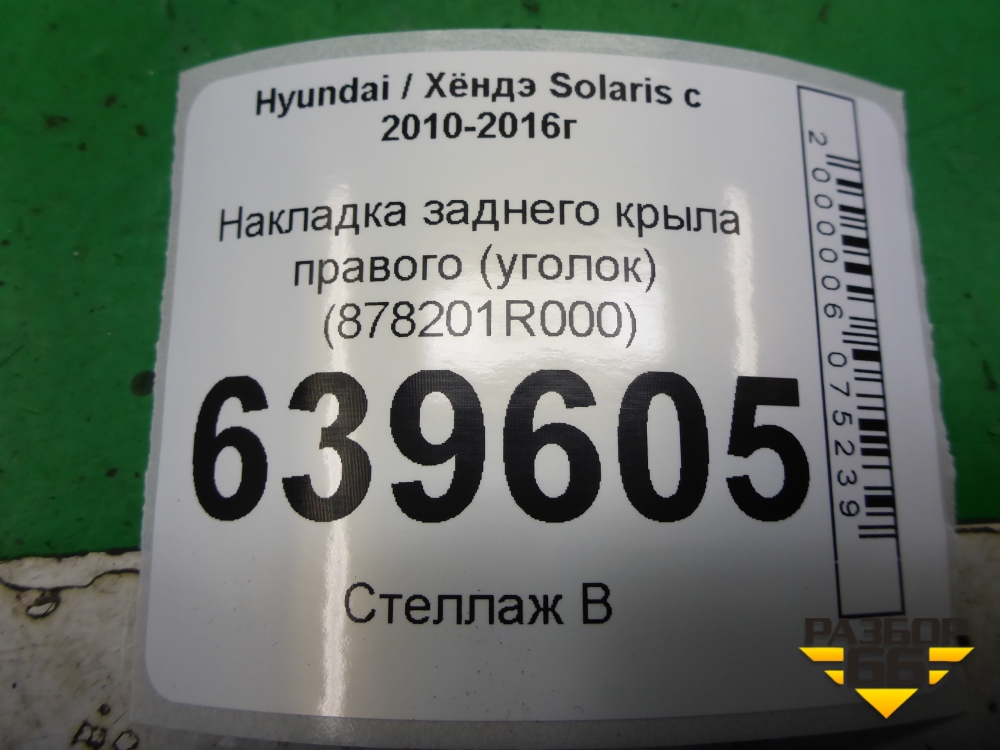 Hyundai / Хёндэ Solaris с
2010-2016г
Накладка заднего крыла
правого (уголок)
(878201R000)
639605
Стеллаж В
2000006075239
РАЗБОР
66